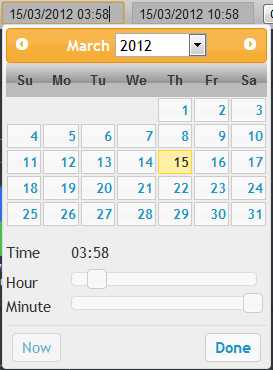 15/03/2012 03:58 15/03/2012 10:58
March 2012
Su Mo Tu We Th Fr Sa
1 2 3
4 5 6 7 8 9 10
11 12 13 14 15 16 17
18 19 20 21 22 23 24
25 26 27 28 29 30 31
Time 03:58
Hour
Minute
Now Done